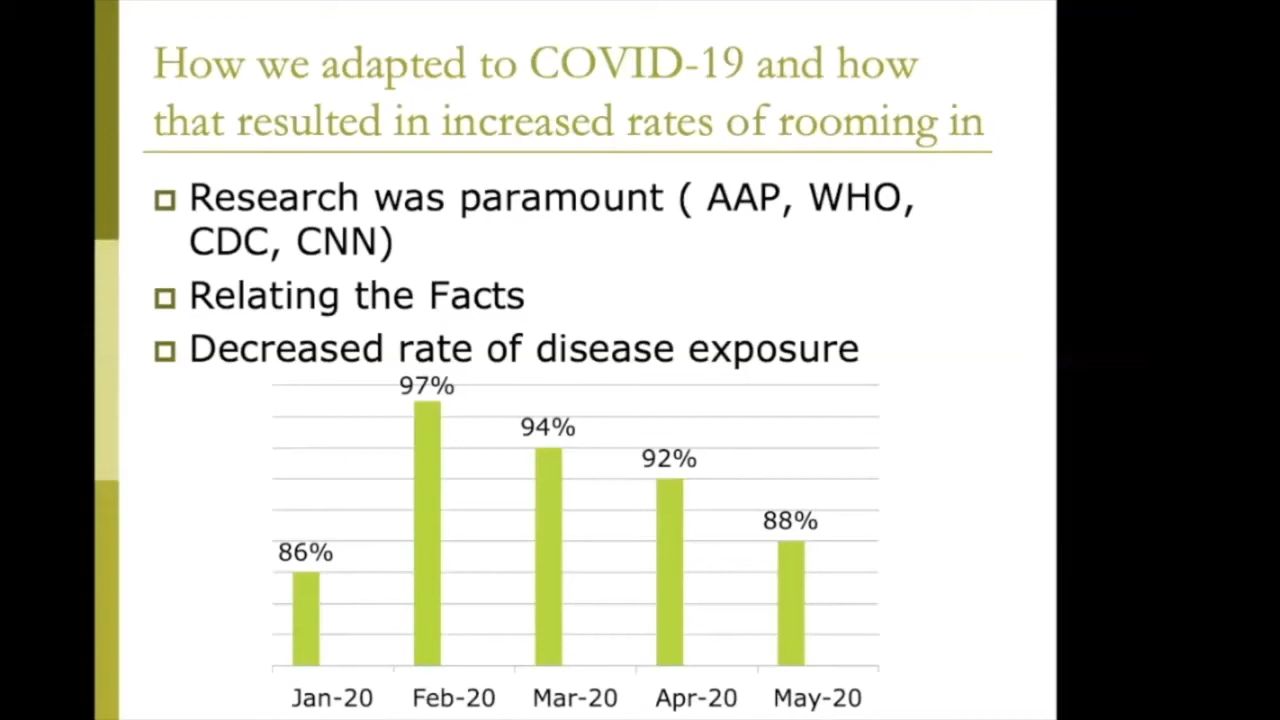 How we adapted to COVID-19 and how
that resulted in increased rates of rooming in
Research was paramount ( AAP, WHO,
CDC, CNN)
Relating the Facts
Decreased rate of disease exposure
97%
94%
92%
88%
86%
Jan-20 Feb-20 Mar-20 Apr-20 May-20